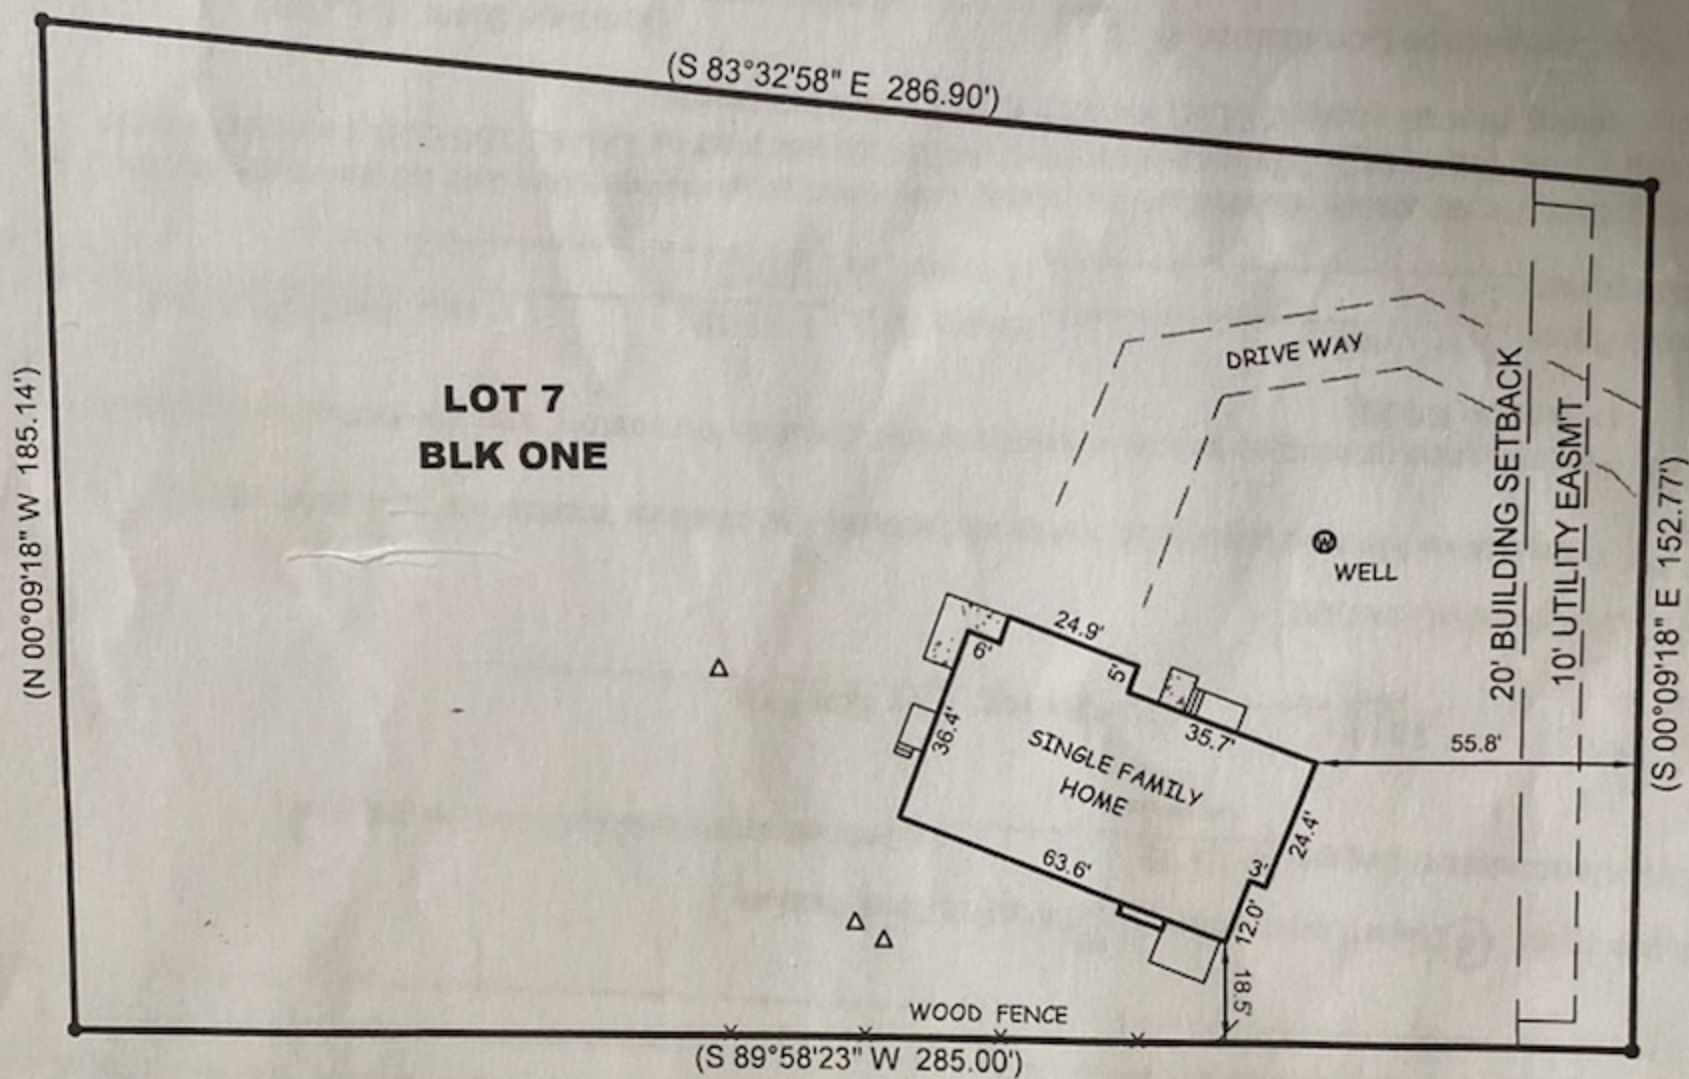 (S 83°32'58" E 286.90')
(N 00°09'18" W 185.14')
LOT 7
BLK ONE
DRIVE WAY
W
WELL
20' BUILDING SETBACK
10' UTILITY EASM'T
(S 00°09'18" E 152.77')
24.9'
6'
5'
36.4'
35.7'
SINGLE FAMILY
HOME
55.8'
24.4'
3'
63.6'
12.0'
18.5'
WOOD FENCE
(S 89°58'23" W 285.00')